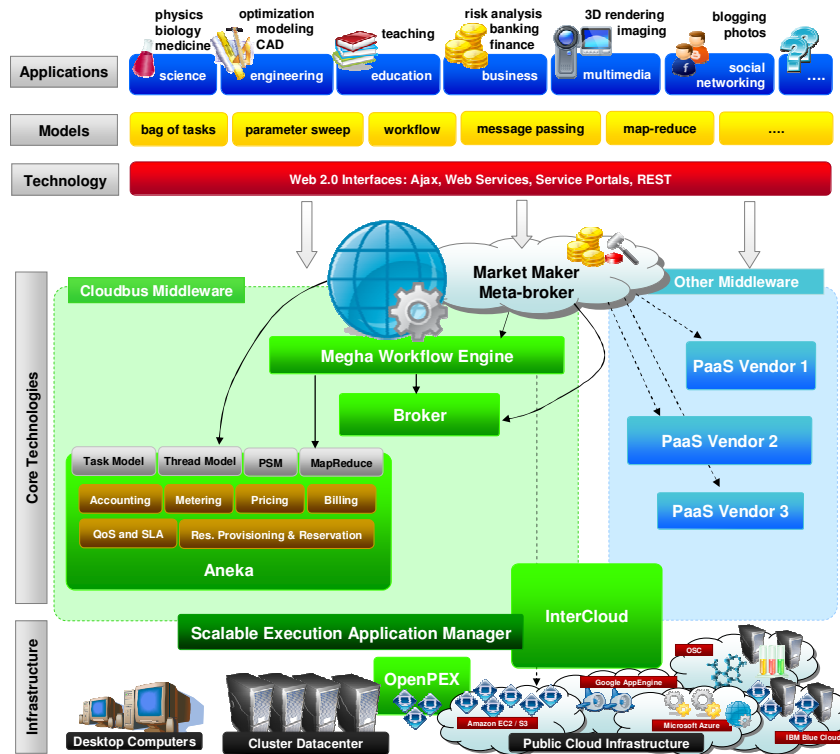 physics
biology
medicine
optimization
modeling
CAD
teaching
risk analysis
banking
finance
3D rendering
imaging
blogging
photos
Applications
science
engineering
education
business
multimedia
social
networking
....
Models
bag of tasks
parameter sweep
workflow
message passing
map-reduce
....
Technology
Web 2.0 Interfaces: Ajax, Web Services, Service Portals, REST
Market Maker
Meta-broker
Cloudbus Middleware
Other Middleware
Core Technologies
Megha Workflow Engine
PaaS Vendor 1
Broker
PaaS Vendor 2
Task Model
Thread Model
PSM
MapReduce
Accounting
Metering
Pricing
Billing
PaaS Vendor 3
QoS and SLA
Res. Provisioning & Reservation
Aneka
InterCloud
Scalable Execution Application Manager
Infrastructure
OpenPEX
OSC
Google AppEngine
Amazon EC2 / S3
Microsoft Azure
IBM Blue Cloud
Desktop Computers
Cluster Datacenter
Public Cloud Infrastructure